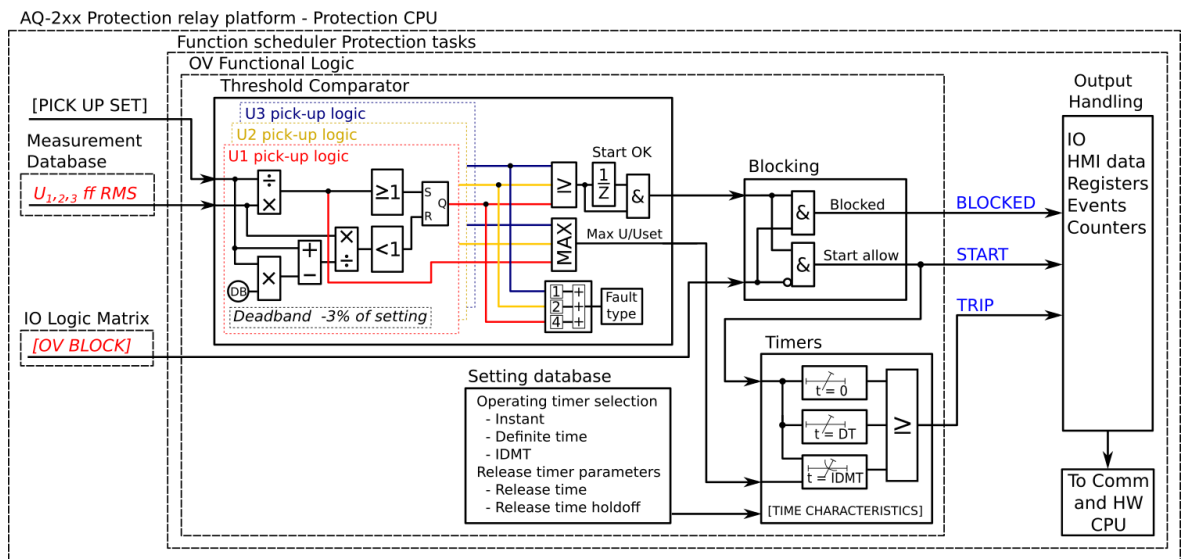 AQ-2xx Protection relay platform - Protection CPU
Function scheduler Protection tasks
OV Functional Logic
Threshold Comparator
[PICK UP SET]
Measurement
Database
U1,2,3 ff RMS
IO Logic Matrix
[OV BLOCK]
U3 pick-up logic
U2 pick-up logic
U1 pick-up logic
÷
×
≥1
S
Q
R
×
÷
<1
+
−
DB
×
Deadband -3% of setting
≥
Start OK
1
Z
&
MAX
Max U/Uset
1 +
2 +
4 +
Fault
type
Blocking
&
Blocked
&
Start allow
BLOCKED
START
TRIP
Output
Handling
IO
HMI data
Registers
Events
Counters
To Comm
and HW
CPU
Setting database
Operating timer selection
- Instant
- Definite time
- IDMT
Release timer parameters
- Release time
- Release time holdoff
Timers
t = 0
t = DT
t = IDMT
≥
[TIME CHARACTERISTICS]